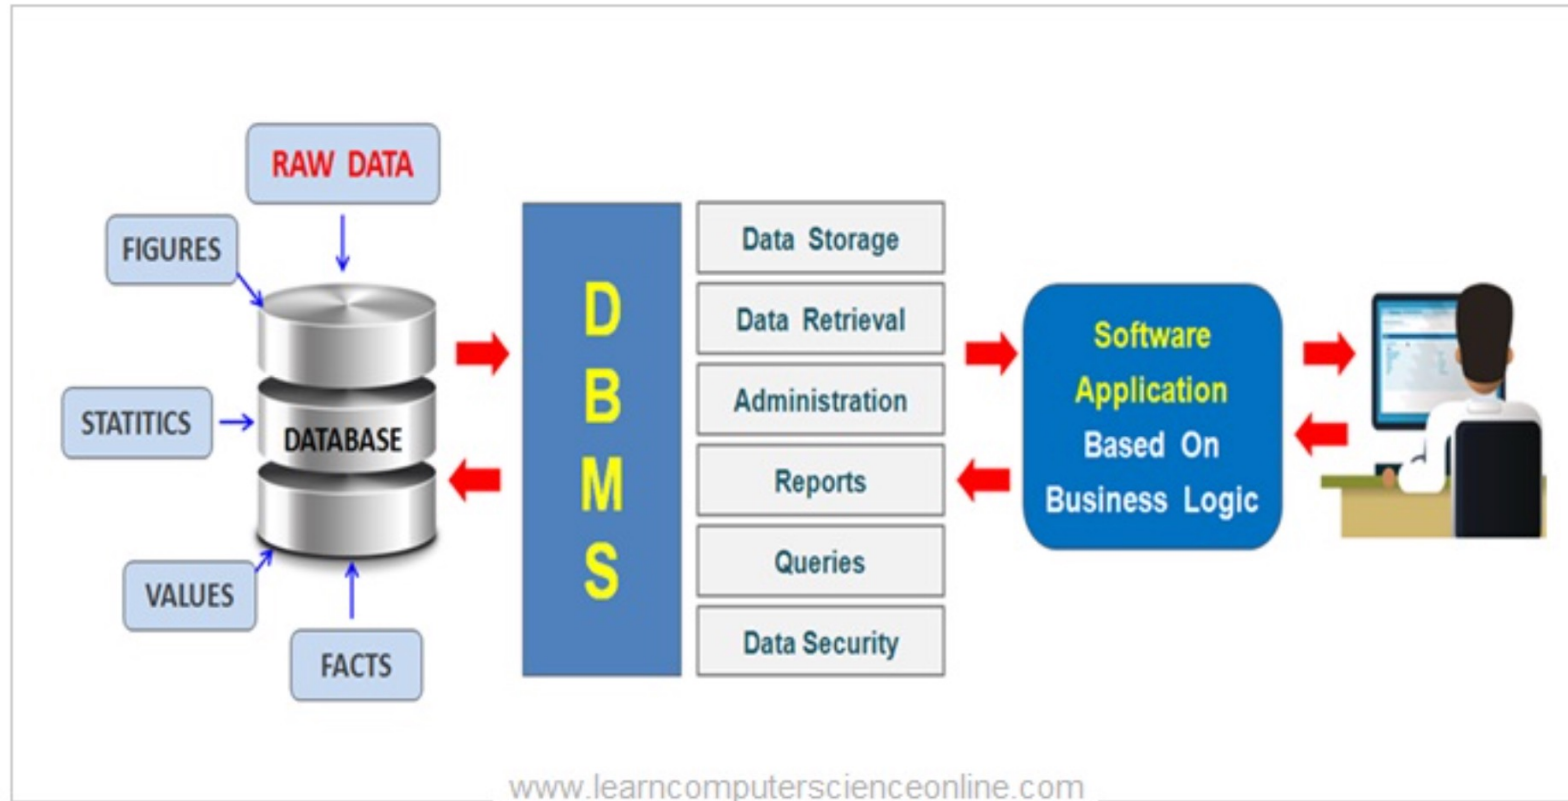 RAW DATA
FIGURES
STATITICS
DATABASE
VALUES
FACTS
D
B
M
S
Data Storage
Data Retrieval
Administration
Reports
Queries
Data Security
Software
Application
Based On
Business Logic
www.learncomputerscienceonline.com